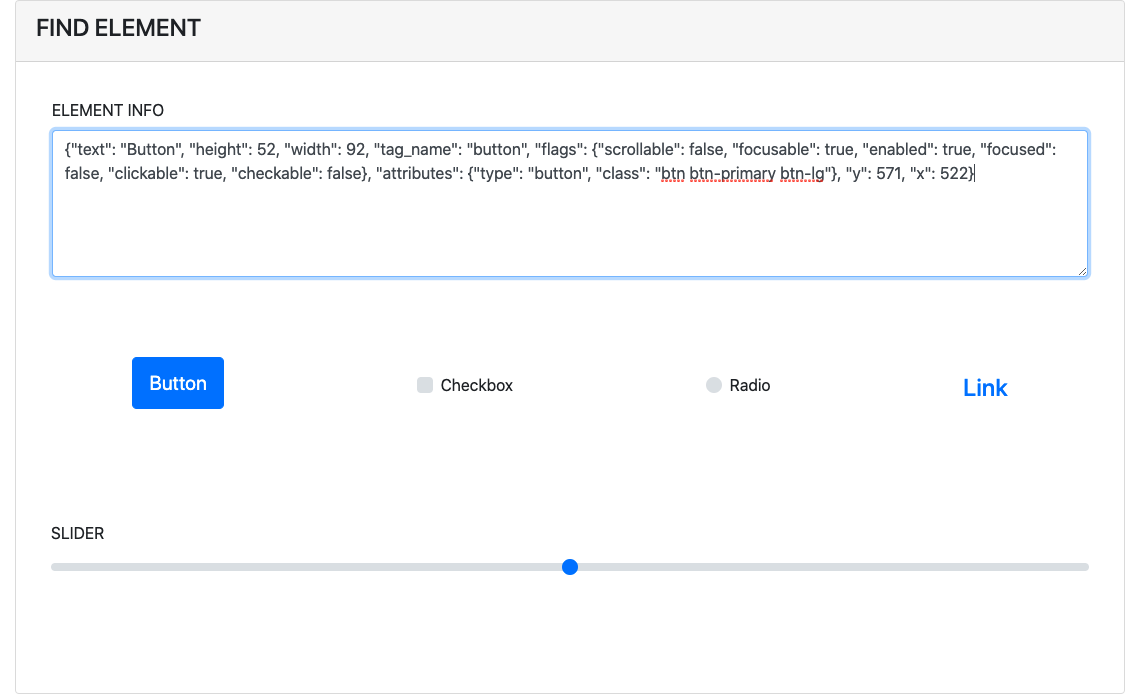 FIND ELEMENT
ELEMENT INFO
{"text": "Button", "height": 52, "width": 92, "tag_name": "button", "flags": {"scrollable": false, "focusable": true, "enabled": true, "focused":
false, "clickable": true, "checkable": false}, "attributes": {"type": "button", "class": "btn btn-primary btn-lg"}, "y": 571, "x": 522}
Button
Checkbox
Radio
Link
SLIDER